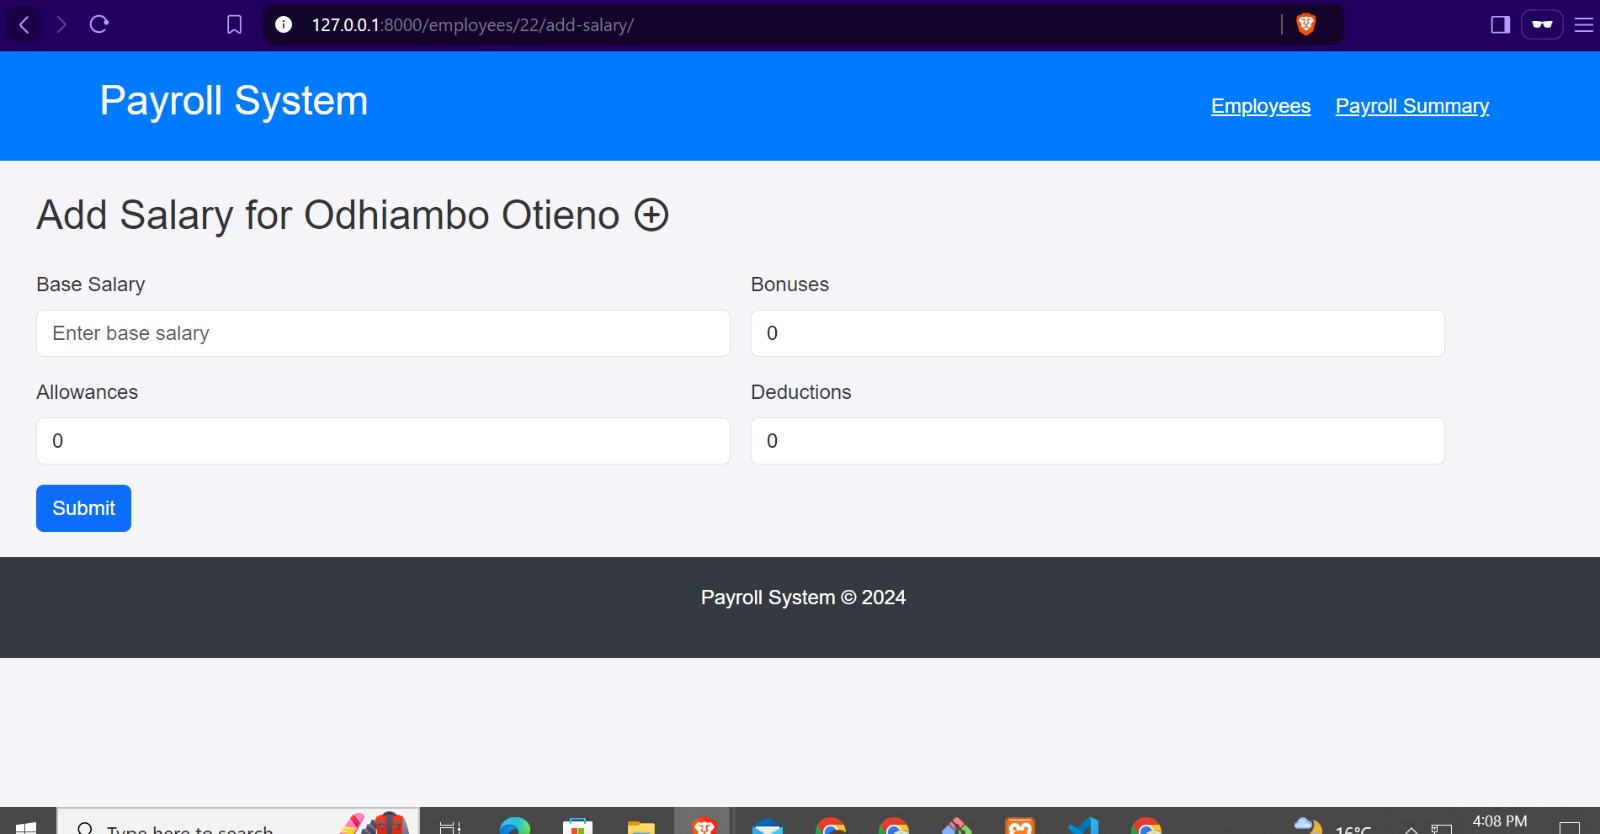 127.0.0.1:8000/employees/22/add-salary/
Payroll System
Employees Payroll Summary
Add Salary for Odhiambo Otieno
Base Salary
Bonuses
Enter base salary
0
Allowances
Deductions
0
0
Submit
Payroll System © 2024
Type here to search
16°C
4:08 PM